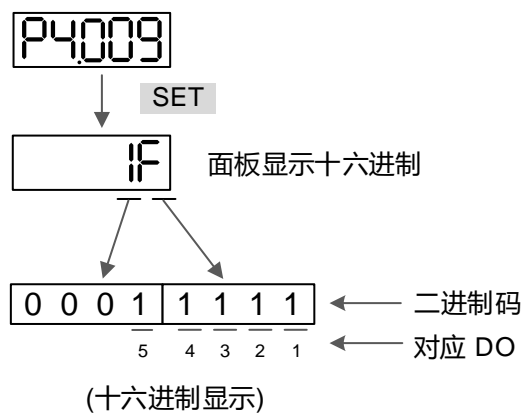 P4.009
SET
1F
面板显示十六进制
0 0 0 1 1 1 1 1
二进制码
5 4 3 2 1
对应 DO
(十六进制显示)